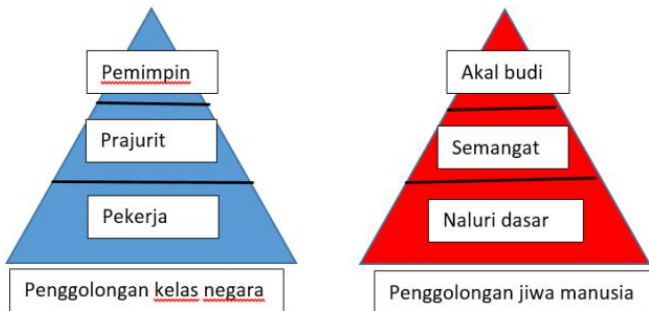 Pemimpin
Prajurit
Pekerja
Penggolongan kelas negara
Akal budi
Semangat
Naluri dasar
Penggolongan jiwa manusia